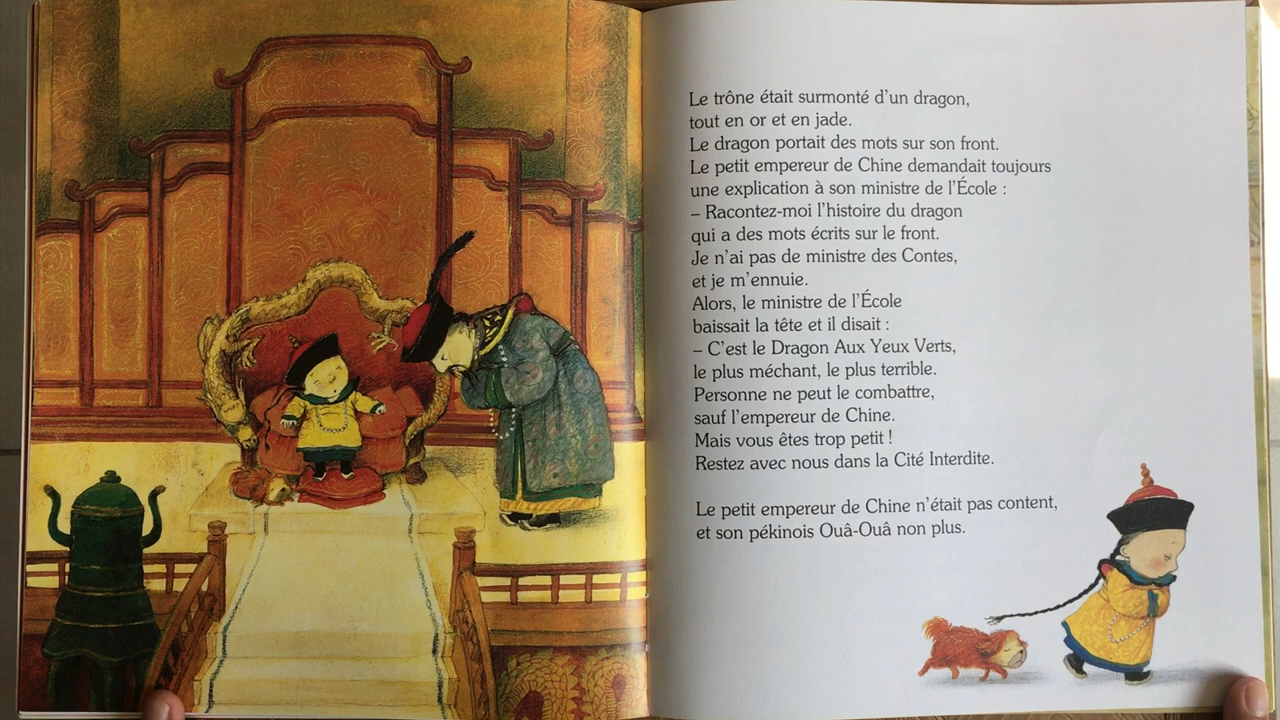 Le trône était surmonté d'un dragon,
tout en or et en jade.
Le dragon portait des mots sur son front.
Le petit empereur de Chine demandait toujours
une explication à son ministre de l'École :
– Racontez-moi l'histoire du dragon
qui a des mots écrits sur le front.
Je n'ai pas de ministre des Contes,
et je m'ennuie.
Alors, le ministre de l'École
baissait la tête et il disait :
– C'est le Dragon Aux Yeux Verts,
le plus méchant, le plus terrible.
Personne ne peut le combattre,
sauf l'empereur de Chine.
Mais vous êtes trop petit !
Restez avec nous dans la Cité Interdite.
Le petit empereur de Chine n'était pas content,
et son pékinois Ouâ-Ouâ non plus.